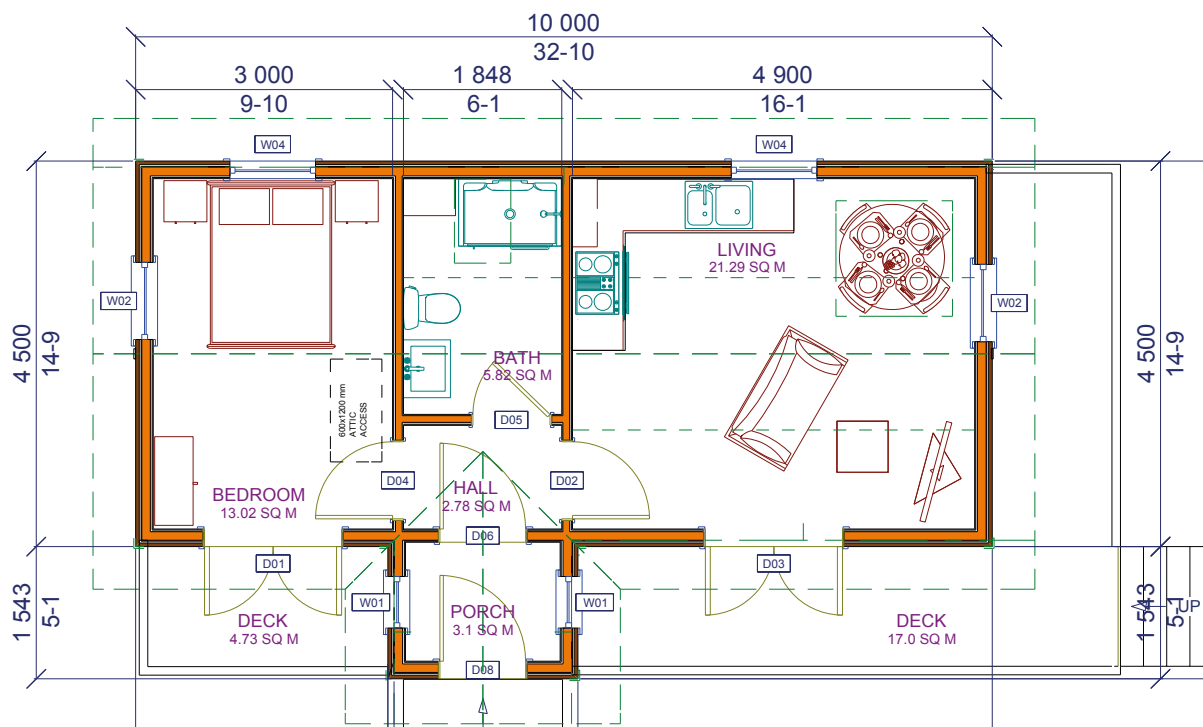 10 000
32-10
3 000
9-10
1 848
6-1
4 900
16-1
W04
W04
4 500
14-9
4 500
14-9
W02
W02
LIVING
21.29 SQ M
BATH
5.82 SQ M
600x1200 mm
ATTIC
ACCESS
D05
D04
D02
BEDROOM
13.02 SQ M
HALL
2.78 SQ M
D06
D01
D03
1 543
5-1
1 543
5-1
W01
W01
DECK
4.73 SQ M
PORCH
3.1 SQ M
DECK
17.0 SQ M
UP
D08